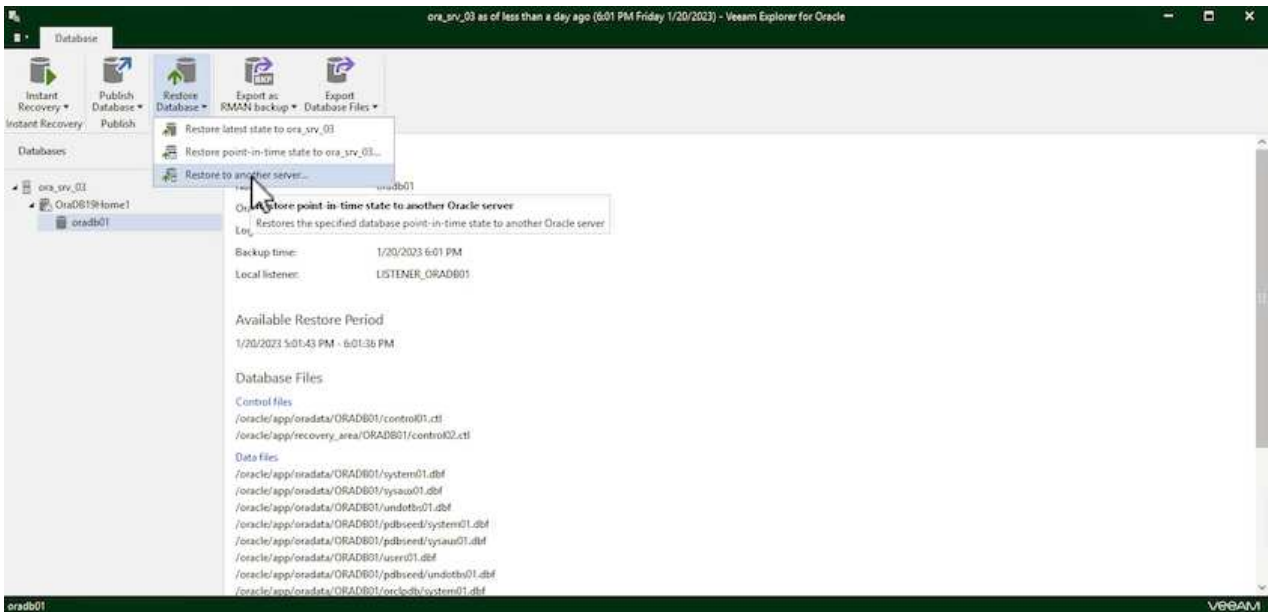 ora_srv_03 as of less than a day ago (6:01 PM Friday 1/20/2023) - Veeam Explorer for Oracle
Database
Instant Recovery
Publish Database
Restore Database
Export as RMAN backup
Export Database Files
Instant Recovery
Publish
Restore latest state to ora_srv_03
Restore point-in-time state to ora_srv_03...
Restore to another server...
Databases
ora_srv_03
OraDB19Home1
oradb01
oradb01
Restore point-in-time state to another Oracle server
Restores the specified database point-in-time state to another Oracle server
Backup time: 1/20/2023 6:01 PM
Local listener: LISTENER_ORADB01
Available Restore Period
1/20/2023 5:01:43 PM - 6:01:36 PM
Database Files
Control files
/oracle/app/oradata/ORADB01/control01.ctl
/oracle/app/recovery_area/ORADB01/control02.ctl
Data files
/oracle/app/oradata/ORADB01/system01.dbf
/oracle/app/oradata/ORADB01/sysaux01.dbf
/oracle/app/oradata/ORADB01/undotbs01.dbf
/oracle/app/oradata/ORADB01/pdbseed/system01.dbf
/oracle/app/oradata/ORADB01/pdbseed/sysaux01.dbf
/oracle/app/oradata/ORADB01/users01.dbf
/oracle/app/oradata/ORADB01/pdbseed/undotbs01.dbf
/oracle/app/oradata/ORADB01/orclpdb/system01.dbf
oradb01
veeam